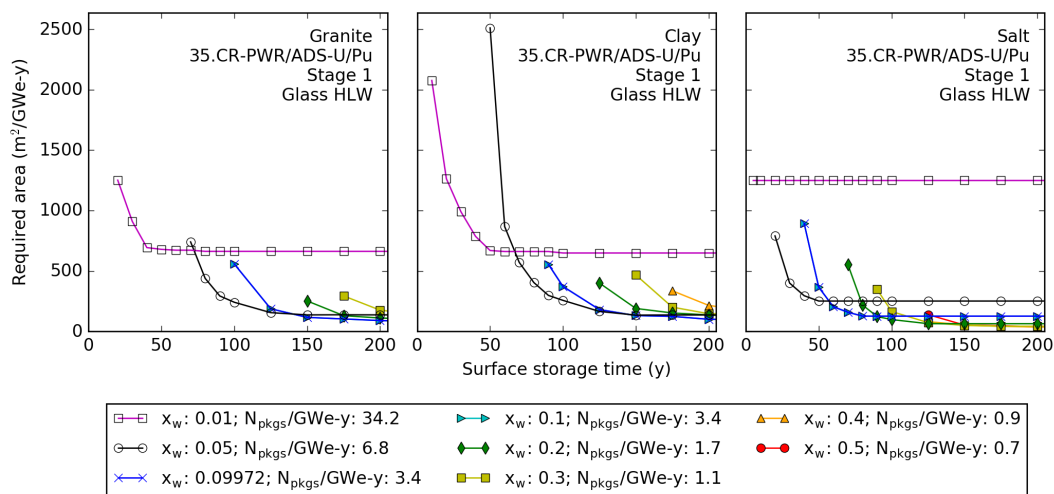 Granite
35.CR-PWR/ADS-U/Pu
Stage 1
Glass HLW
Clay
35.CR-PWR/ADS-U/Pu
Stage 1
Glass HLW
Salt
35.CR-PWR/ADS-U/Pu
Stage 1
Glass HLW
Required area (m²/GWe-y)
2500
2000
1500
1000
500
0
0 50 100 150 200
0 50 100 150 200
0 50 100 150 200
Surface storage time (y)
x_w: 0.01; N_pkgs/GWe-y: 34.2
x_w: 0.05; N_pkgs/GWe-y: 6.8
x_w: 0.09972; N_pkgs/GWe-y: 3.4
x_w: 0.1; N_pkgs/GWe-y: 3.4
x_w: 0.2; N_pkgs/GWe-y: 1.7
x_w: 0.3; N_pkgs/GWe-y: 1.1
x_w: 0.4; N_pkgs/GWe-y: 0.9
x_w: 0.5; N_pkgs/GWe-y: 0.7